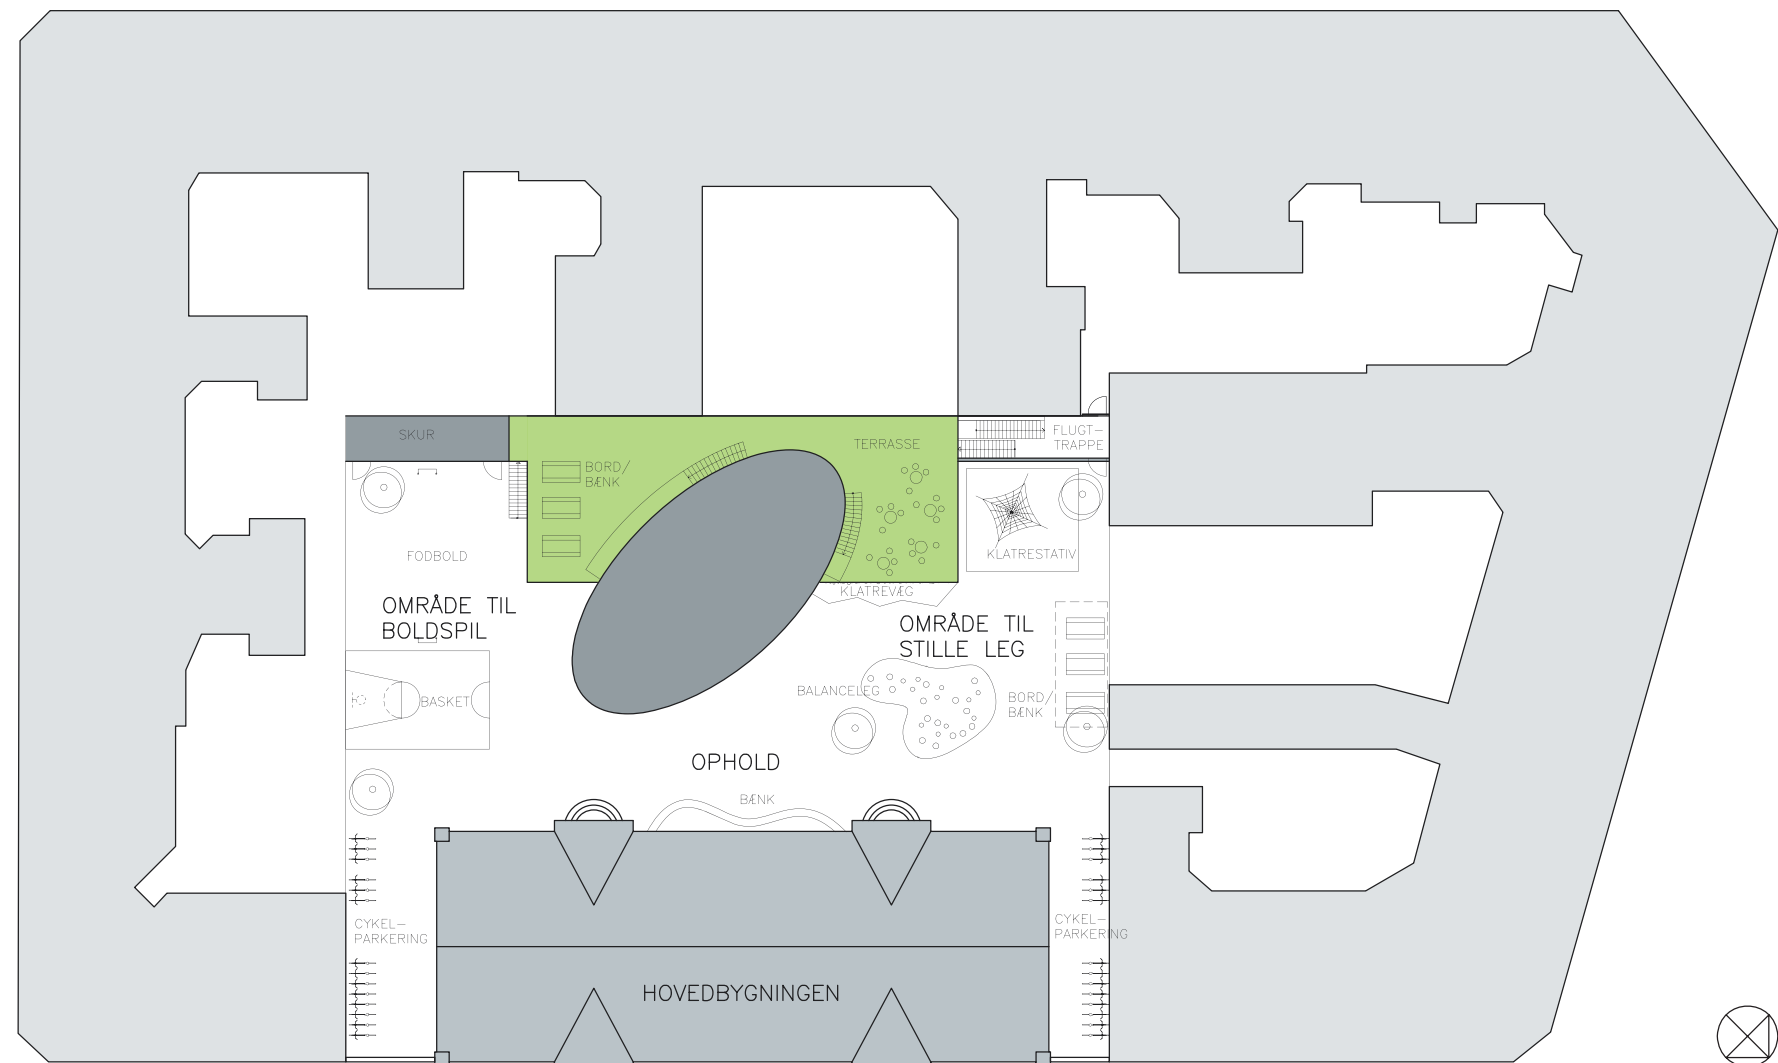 SKUR
TERRASSE
FLUGT-
TRAPPE
BORD/
BÆNK
FODBOLD
KLATRESTATIV
KLATREVÆG
OMRÅDE TIL
BOLDSPIL
OMRÅDE TIL
STILLE LEG
BASKET
BALANCELEG
BORD/
BÆNK
OPHOLD
BÆNK
CYKEL-
PARKERING
CYKEL-
PARKERING
HOVEDBYGNINGEN